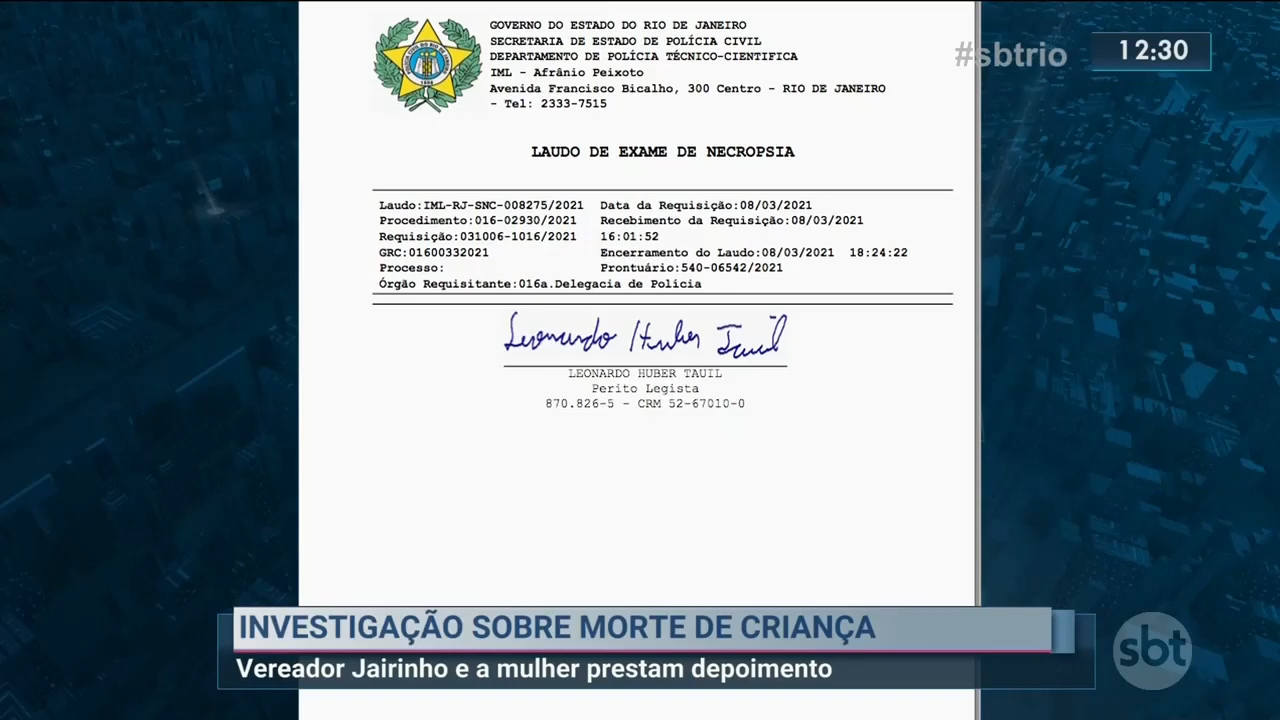 GOVERNO DO ESTADO DO RIO DE JANEIRO
SECRETARIA DE ESTADO DE POLÍCIA CIVIL
DEPARTAMENTO DE POLÍCIA TÉCNICO-CIENTIFICA
IML - Afrânio Peixoto
Avenida Francisco Bicalho, 300 Centro - RIO DE JANEIRO
- Tel: 2333-7515
#sbtrio
12:30
LAUDO DE EXAME DE NECROPSIA
Laudo:IML-RJ-SNC-008275/2021 Data da Requisição:08/03/2021
Procedimento:016-02930/2021 Recebimento da Requisição:08/03/2021
Requisição:031006-1016/2021 16:01:52
GRC:01600332021 Encerramento do Laudo:08/03/2021 18:24:22
Processo: Prontuário:540-06542/2021
Órgão Requisitante:016a.Delegacia de Polícia
Leonardo Huber Tauil
LEONARDO HUBER TAUIL
Perito Legista
870.826-5 - CRM 52-67010-0
INVESTIGAÇÃO SOBRE MORTE DE CRIANÇA
Vereador Jairinho e a mulher prestam depoimento
sbt